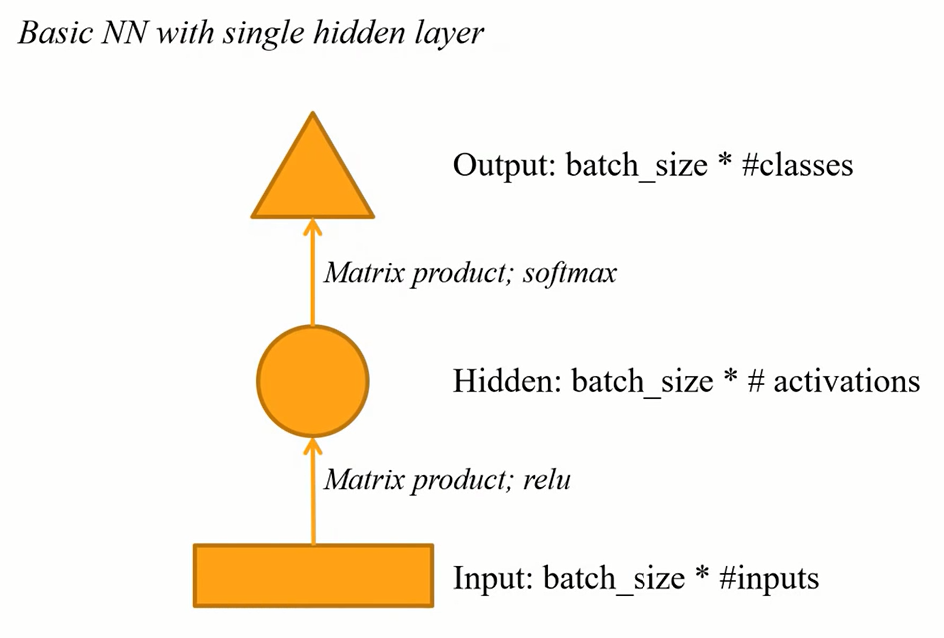 Basic NN with single hidden layer
Output: batch_size * #classes
Matrix product; softmax
Hidden: batch_size * # activations
Matrix product; relu
Input: batch_size * #inputs